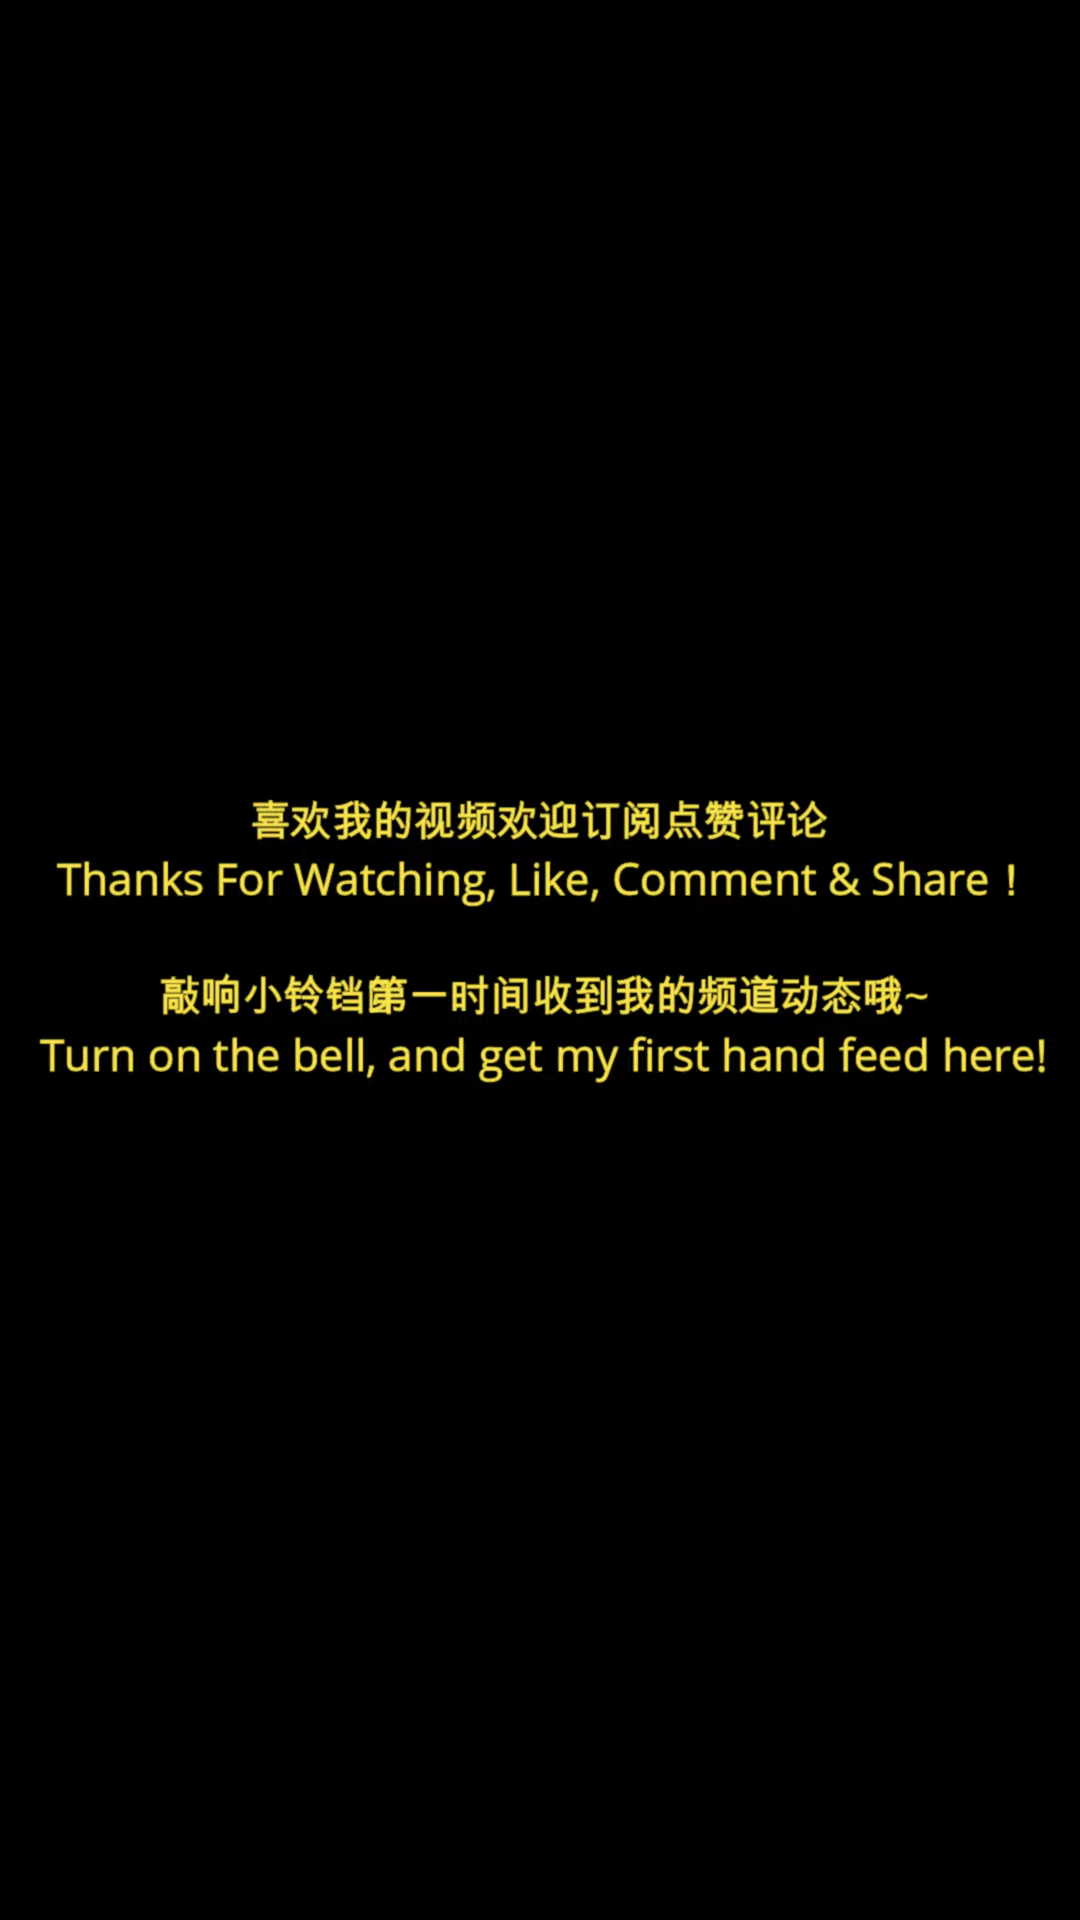 喜欢我的视频欢迎订阅点赞评论
Thanks For Watching, Like, Comment & Share！
敲响小铃铛第一时间收到我的频道动态哦~
Turn on the bell, and get my first hand feed here!